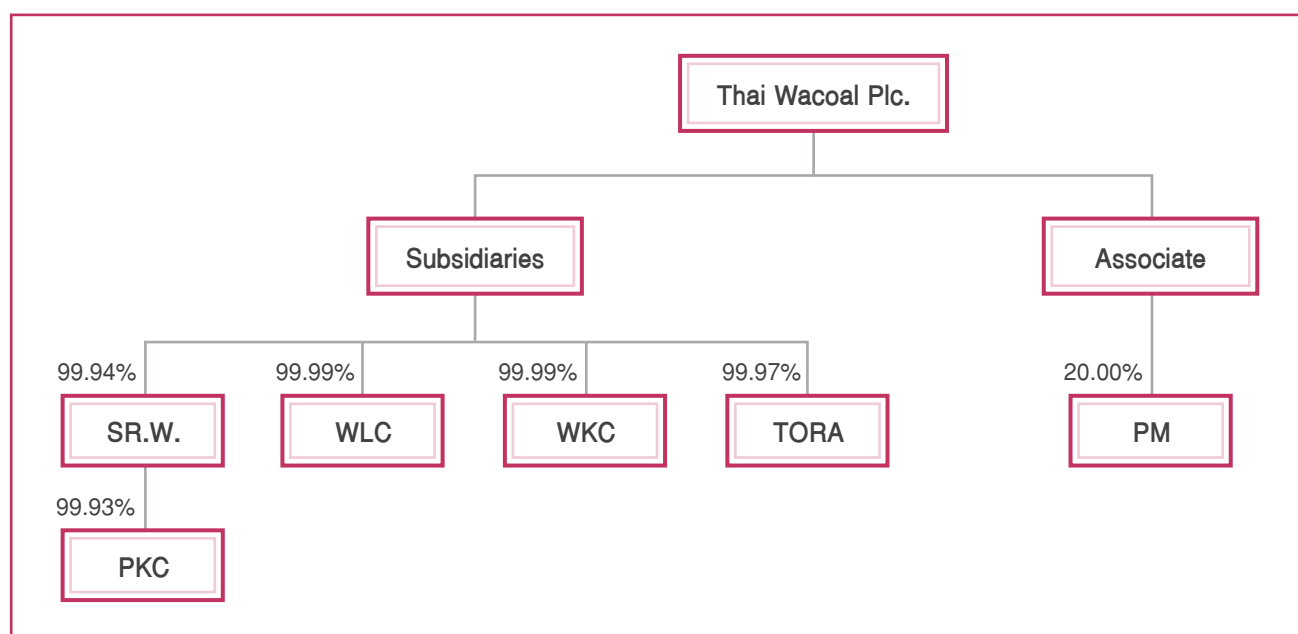 Thai Wacoal Plc.
Subsidiaries
Associate
99.94%
99.99%
99.99%
99.97%
20.00%
SR.W.
WLC
WKC
TORA
PM
99.93%
PKC